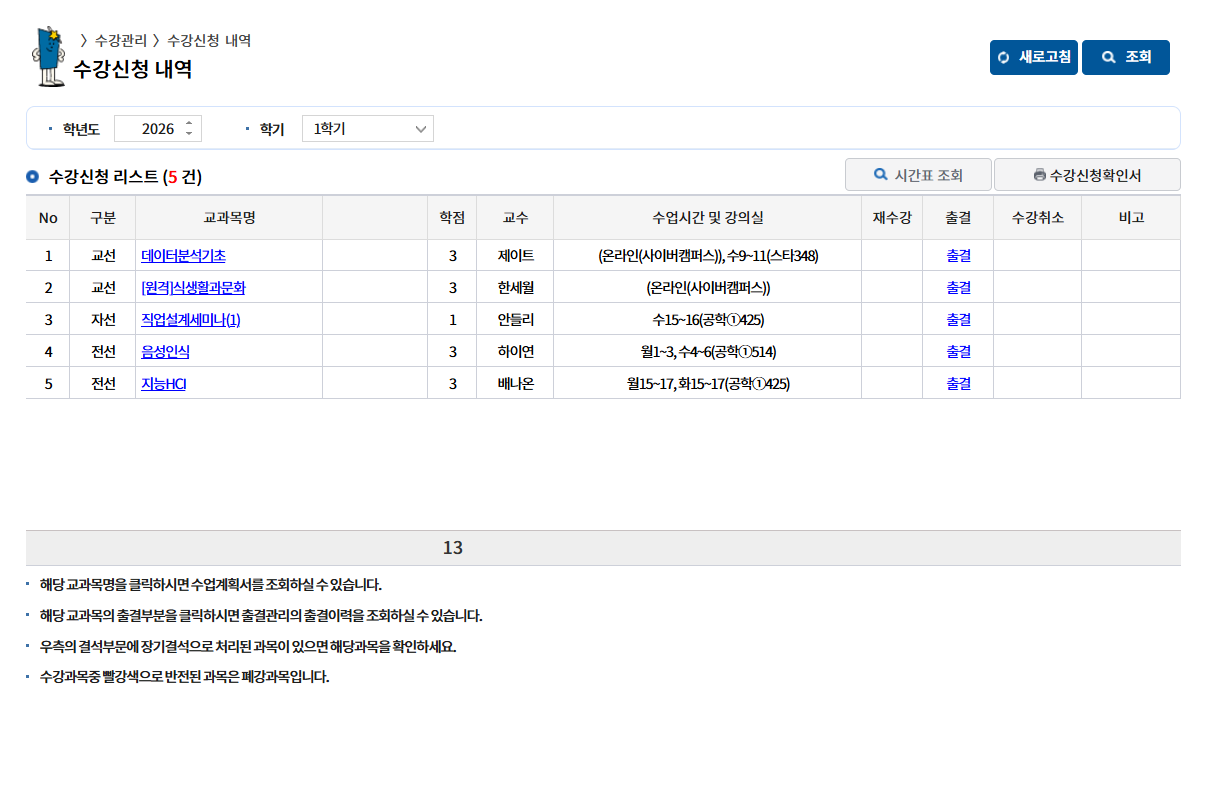 〉 수강관리 〉 수강신청 내역
수강신청 내역
새로고침 조회
학년도 2026 학기 1학기
수강신청 리스트 (5 건) 시간표 조회 수강신청확인서
No 구분 교과목명 학점 교수 수업시간 및 강의실 재수강 출결 수강취소 비고
1 교선 데이터분석기초 3 제이트 (온라인(사이버캠퍼스)), 수9~11(스타348) 출결
2 교선 [원격]식생활과문화 3 한세월 (온라인(사이버캠퍼스)) 출결
3 자선 직업설계세미나(1) 1 안들리 수15~16(공학①425) 출결
4 전선 음성인식 3 하이연 월1~3, 수4~6(공학①514) 출결
5 전선 지능HCI 3 배나온 월15~17, 화15~17(공학①425) 출결
13
· 해당 교과목명을 클릭하시면 수업계획서를 조회하실 수 있습니다.
· 해당 교과목의 출결부분을 클릭하시면 출결관리의 출결이력을 조회하실 수 있습니다.
· 우측의 결석부문에 장기결석으로 처리된 과목이 있으면 해당과목을 확인하세요.
· 수강과목중 빨강색으로 반전된 과목은 폐강과목입니다.